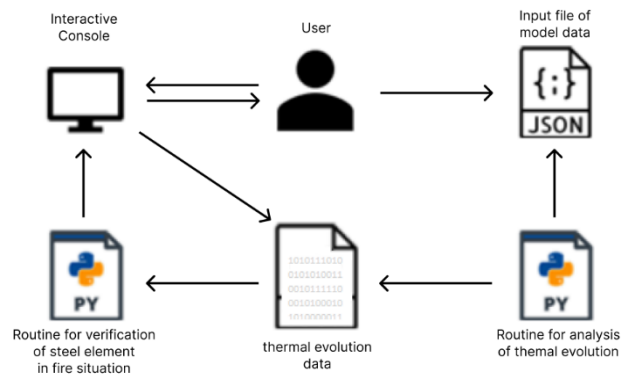 Interactive
Console
User
Input file of
model data
{;}
JSON
PY
1010111010
0101010011
0010111110
0010100010
1010000011
PY
Routine for verification
of steel element
in fire situation
thermal evolution
data
Routine for analysis
of themal evolution